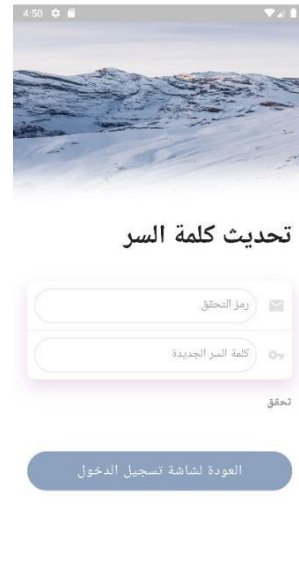 4:50
تحديث كلمة السر
رمز التحقق
كلمة السر الجديدة
تحقق
العودة لشاشة تسجيل الدخول